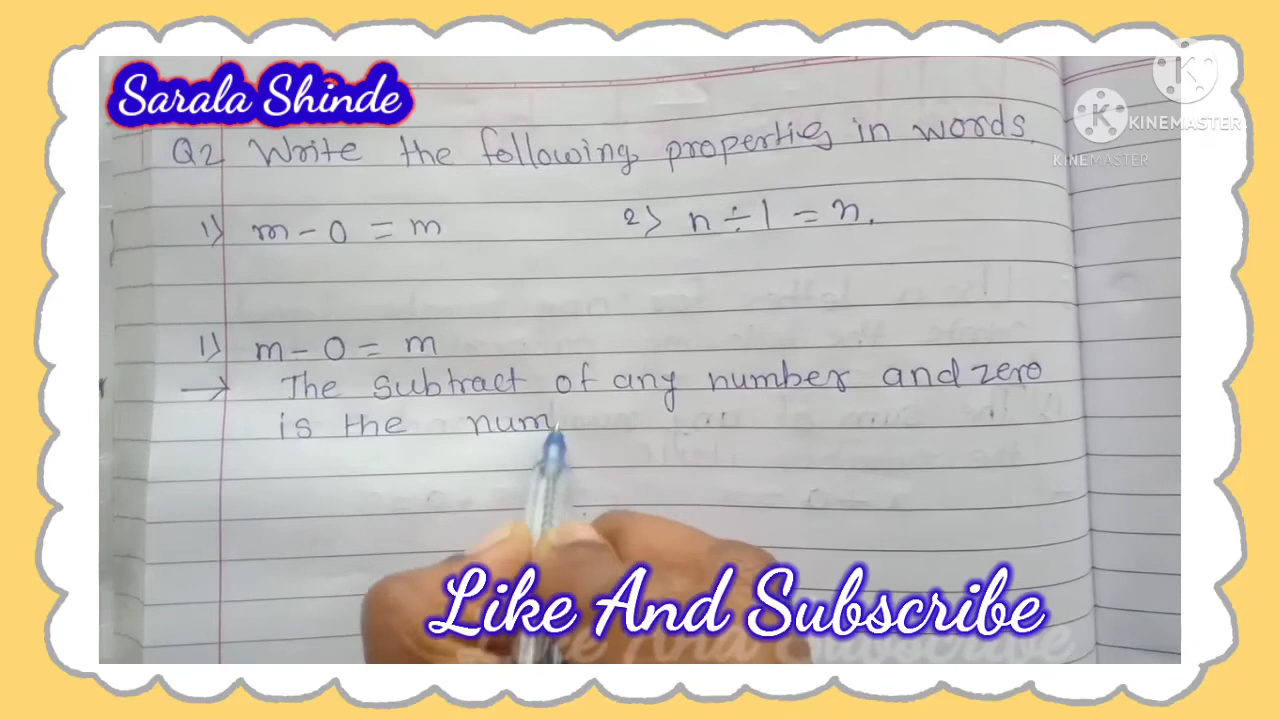 Sarala Shinde
KINEMASTER
KINEMASTER
Q2 Write the following properties in words.
1) m - 0 = m 2) n ÷ 1 = n.
1) m - 0 = m
→ The subtract of any number and zero
is the num
Like And Subscribe